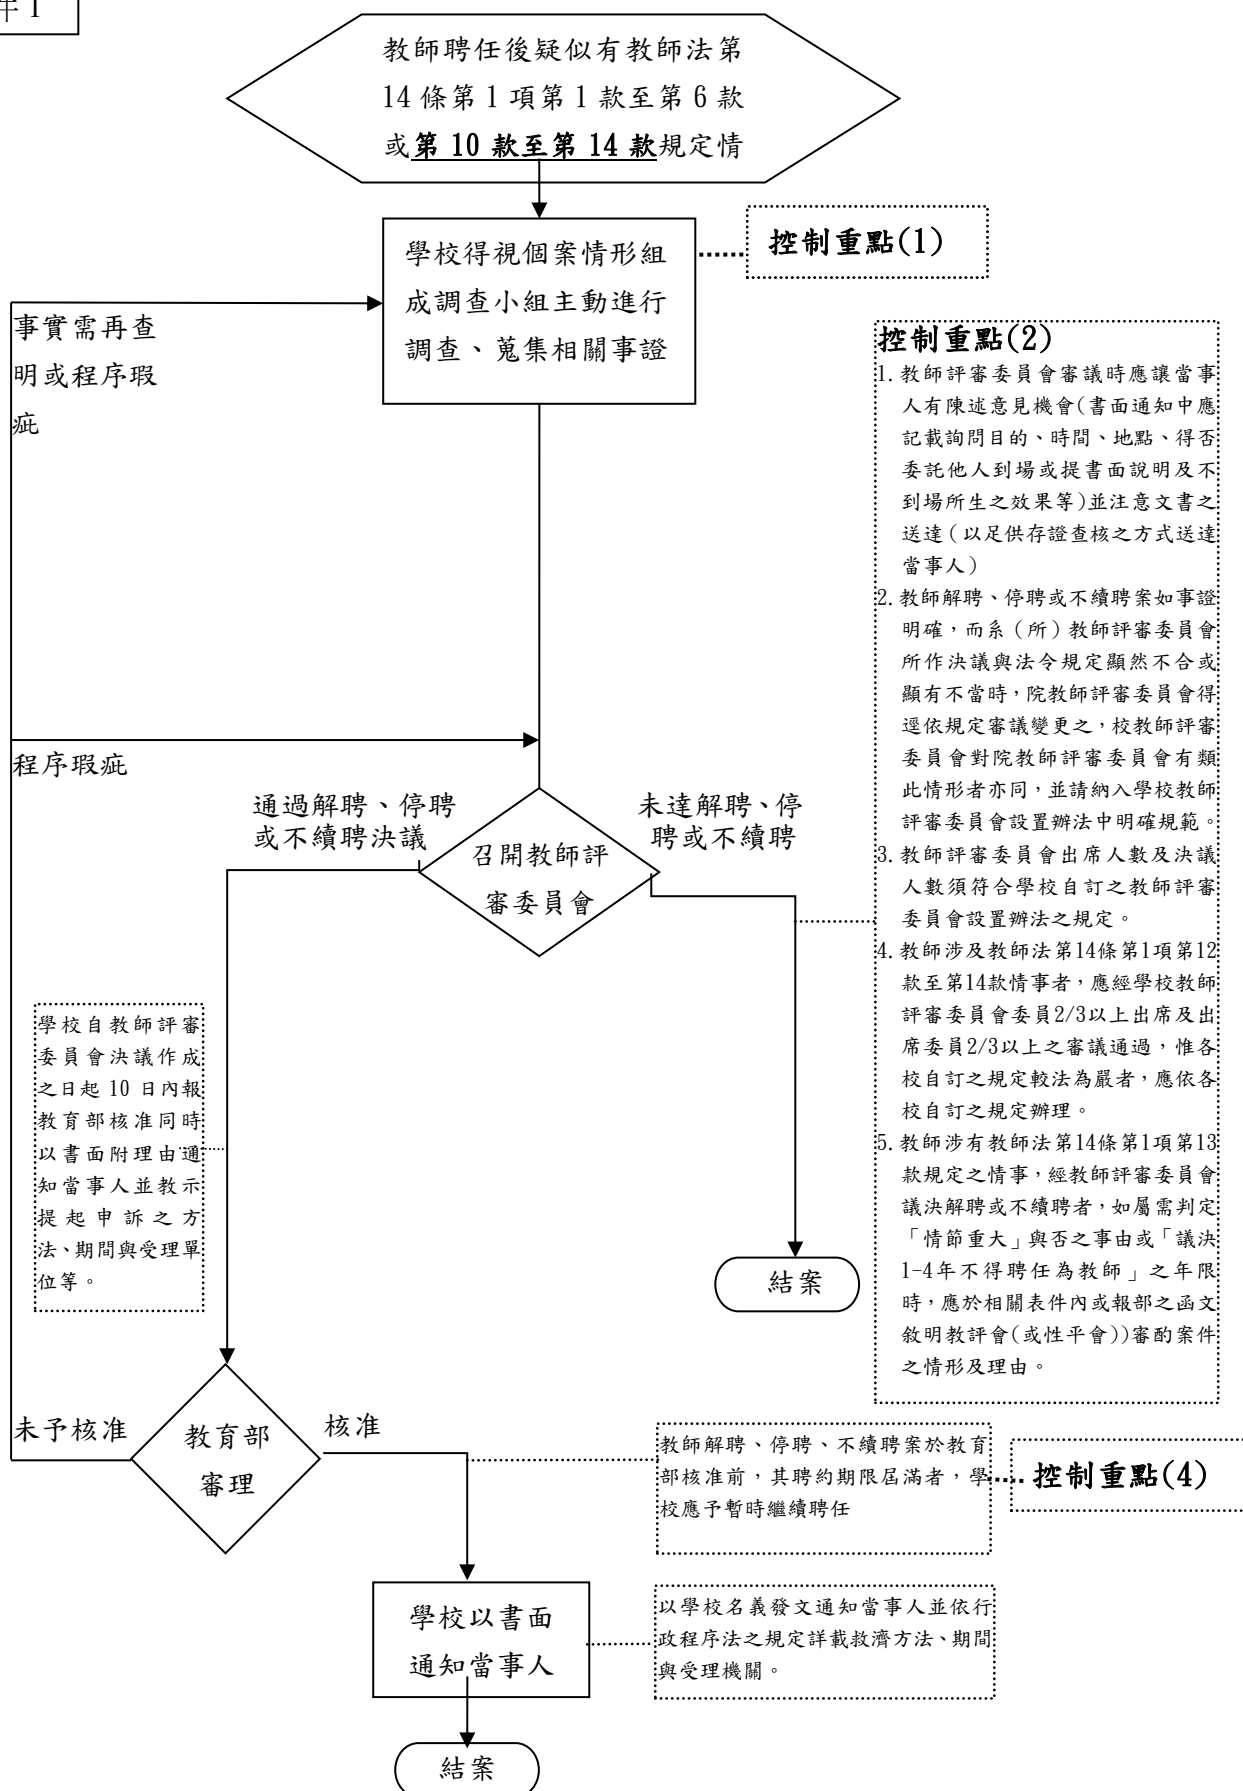 件 1
教師聘任後疑似有教師法第
14 條第 1 項第 1 款至第 6 款
或第 10 款至第 14 款規定情
學校得視個案情形組
成調查小組主動進行
調查、蒐集相關事證
控制重點(1)
事實需再查
明或程序瑕
疵
控制重點(2)
1. 教師評審委員會審議時應讓當事
人有陳述意見機會(書面通知中應
記載詢問目的、時間、地點、得否
委託他人到場或提書面說明及不
到場所生之效果等)並注意文書之
送達(以足供存證查核之方式送達
當事人)
2. 教師解聘、停聘或不續聘案如事證
明確，而系(所)教師評審委員會
所作決議與法令規定顯然不合或
顯有不當時，院教師評審委員會得
逕依規定審議變更之，校教師評審
委員會對院教師評審委員會有類
此情形者亦同，並請納入學校教師
評審委員會設置辦法中明確規範。
3. 教師評審委員會出席人數及決議
人數須符合學校自訂之教師評審
委員會設置辦法之規定。
4. 教師涉及教師法第14條第1項第12
款至第14款情事者，應經學校教師
評審委員會委員2/3以上出席及出
席委員2/3以上之審議通過，惟各
校自訂之規定較法為嚴者，應依各
校自訂之規定辦理。
5. 教師涉有教師法第14條第1項第13
款規定之情事，經教師評審委員會
議決解聘或不續聘者，如屬需判定
「情節重大」與否之事由或「議決
1-4年不得聘任為教師」之年限
時，應於相關表件內或報部之函文
敘明教評會(或性平會))審酌案件
之情形及理由。
程序瑕疵
通過解聘、停聘
或不續聘決議
未達解聘、停
聘或不續聘
召開教師評
審委員會
學校自教師評審
委員會決議作成
之日起 10 日內報
教育部核准同時
以書面附理由通
知當事人並教示
提起申訴之方
法、期間與受理單
位等。
結案
未予核准
教育部
審理
核准
教師解聘、停聘、不續聘案於教育
部核准前，其聘約期限屆滿者，學
校應予暫時繼續聘任
控制重點(4)
學校以書面
通知當事人
以學校名義發文通知當事人並依行
政程序法之規定詳載救濟方法、期間
與受理機關。
結案